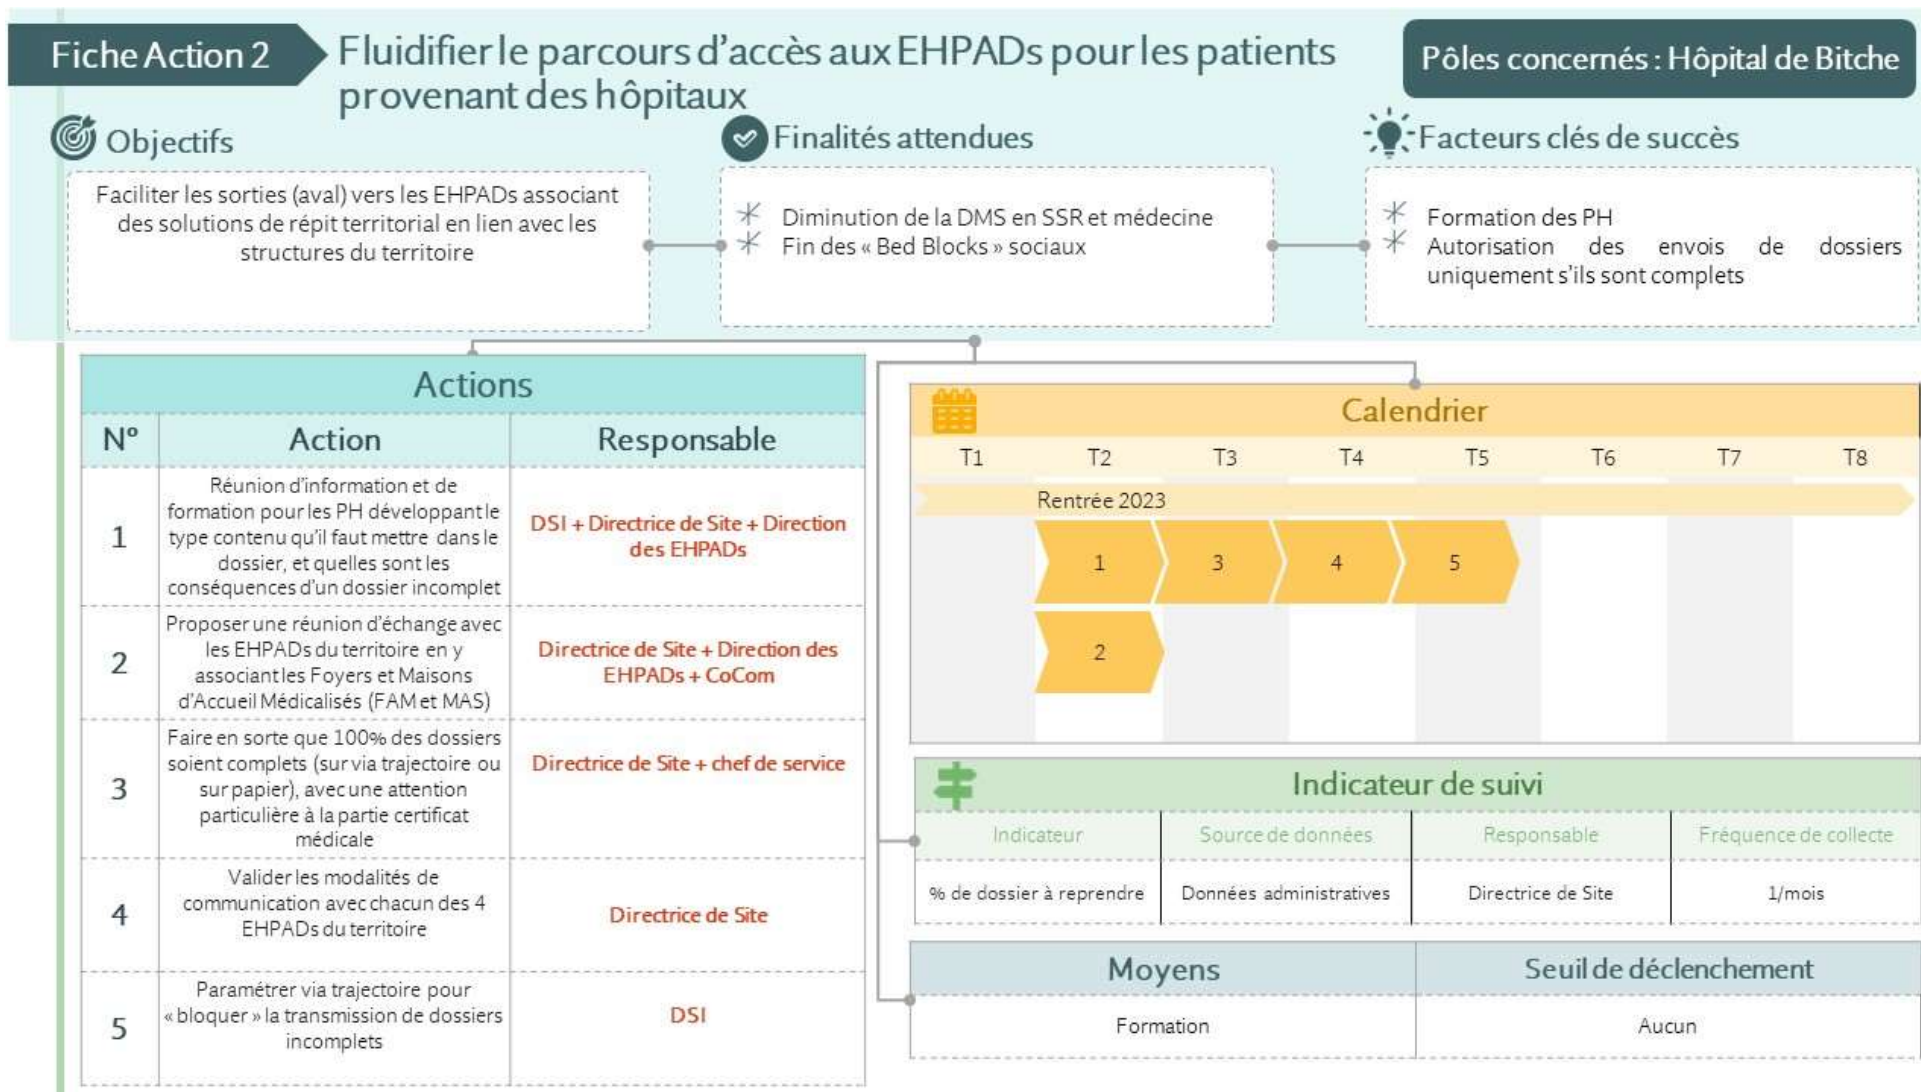 Fiche Action 2
Fluidifier le parcours d'accès aux EHPADs pour les patients
provenant des hôpitaux
Pôles concernés : Hôpital de Bitche
Objectifs
Faciliter les sorties (aval) vers les EHPADs associant
des solutions de répit territorial en lien avec les
structures du territoire
Finalités attendues
Diminution de la DMS en SSR et médecine
Fin des « Bed Blocks » sociaux
Facteurs clés de succès
Formation des PH
Autorisation des envois de dossiers
uniquement s'ils sont complets
Actions
N° Action Responsable
1
Réunion d'information et de
formation pour les PH développant le
type contenu qu'il faut mettre dans le
dossier, et quelles sont les
conséquences d'un dossier incomplet
DSI + Directrice de Site + Direction
des EHPADs
2
Proposer une réunion d'échange avec
les EHPADs du territoire en y
associant les Foyers et Maisons
d'Accueil Médicalisés (FAM et MAS)
Directrice de Site + Direction des
EHPADs + CoCom
3
Faire en sorte que 100% des dossiers
soient complets (sur via trajectoire ou
sur papier), avec une attention
particulière à la partie certificat
médicale
Directrice de Site + chef de service
4
Valider les modalités de
communication avec chacun des 4
EHPADs du territoire
Directrice de Site
5
Paramétrer via trajectoire pour
« bloquer » la transmission de dossiers
incomplets
DSI
Calendrier
T1 T2 T3 T4 T5 T6 T7 T8
Rentrée 2023
1 3 4 5
2
Indicateur de suivi
Indicateur Source de données Responsable Fréquence de collecte
% de dossier à reprendre Données administratives Directrice de Site 1/mois
Moyens Seuil de déclenchement
Formation Aucun